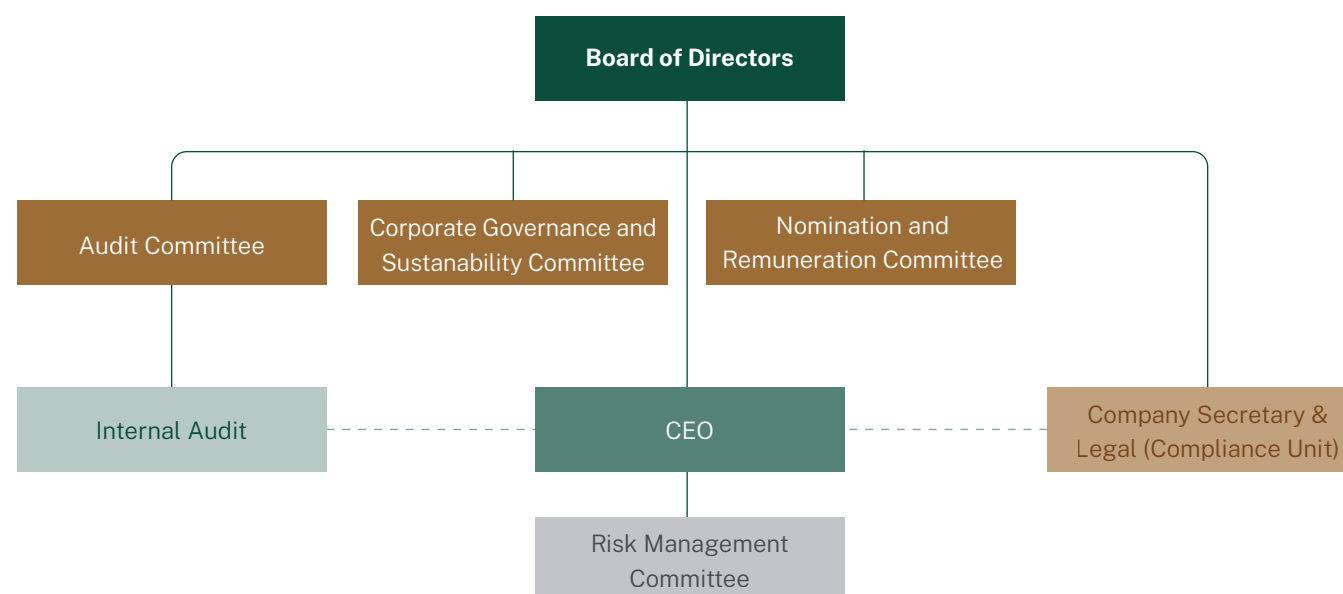 Board of Directors
Audit Committee
Corporate Governance and
Sustanability Committee
Nomination and
Remuneration Committee
Internal Audit
CEO
Company Secretary &
Legal (Compliance Unit)
Risk Management
Committee